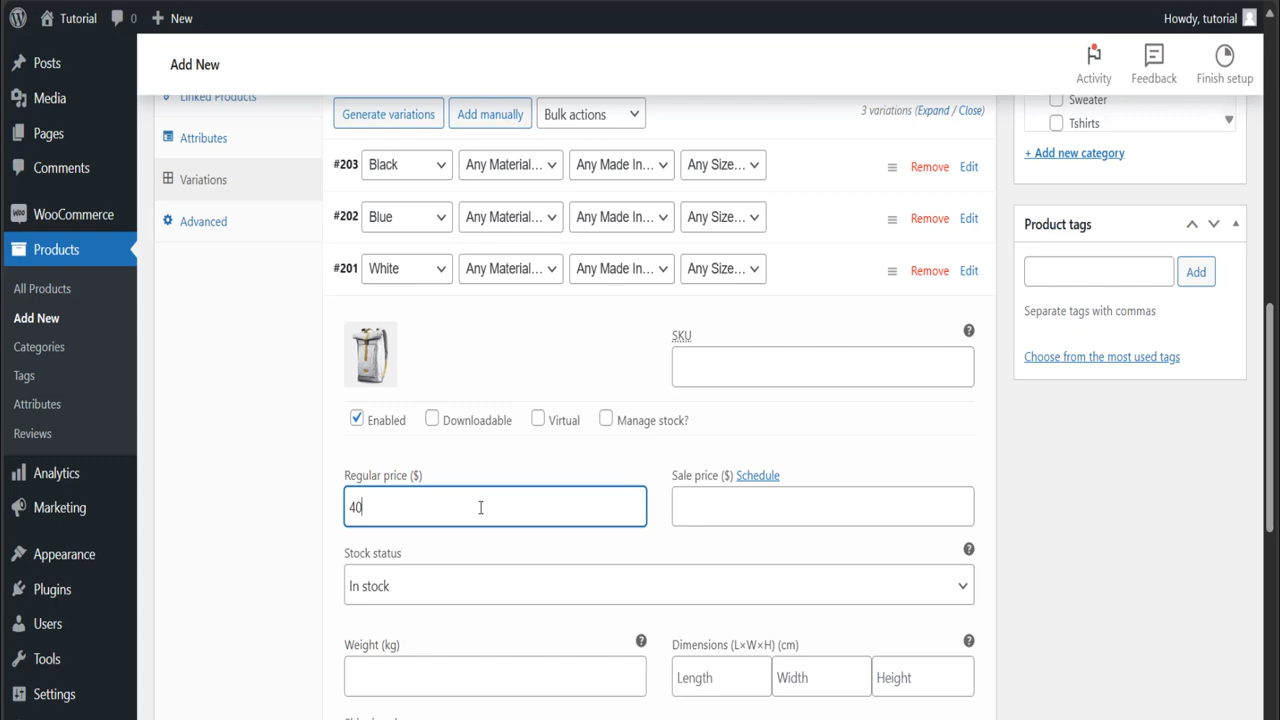 Tutorial
0
New
Howdy, tutorial
Add New
Activity
Feedback
Finish setup
Posts
Media
Pages
Comments
WooCommerce
Products
All Products
Add New
Categories
Tags
Attributes
Reviews
Analytics
Marketing
Appearance
Plugins
Users
Tools
Settings
Linked Products
Attributes
Variations
Advanced
Generate variations
Add manually
Bulk actions
3 variations (Expand / Close)
#203 Black Any Material... Any Made In... Any Size... Remove Edit
#202 Blue Any Material... Any Made In... Any Size... Remove Edit
#201 White Any Material... Any Made In... Any Size... Remove Edit
SKU
Enabled Downloadable Virtual Manage stock?
Regular price ($)
40
Sale price ($) Schedule
Stock status
In stock
Weight (kg)
Dimensions (L×W×H) (cm)
Length Width Height
Sweater
Tshirts
+ Add new category
Product tags
Add
Separate tags with commas
Choose from the most used tags